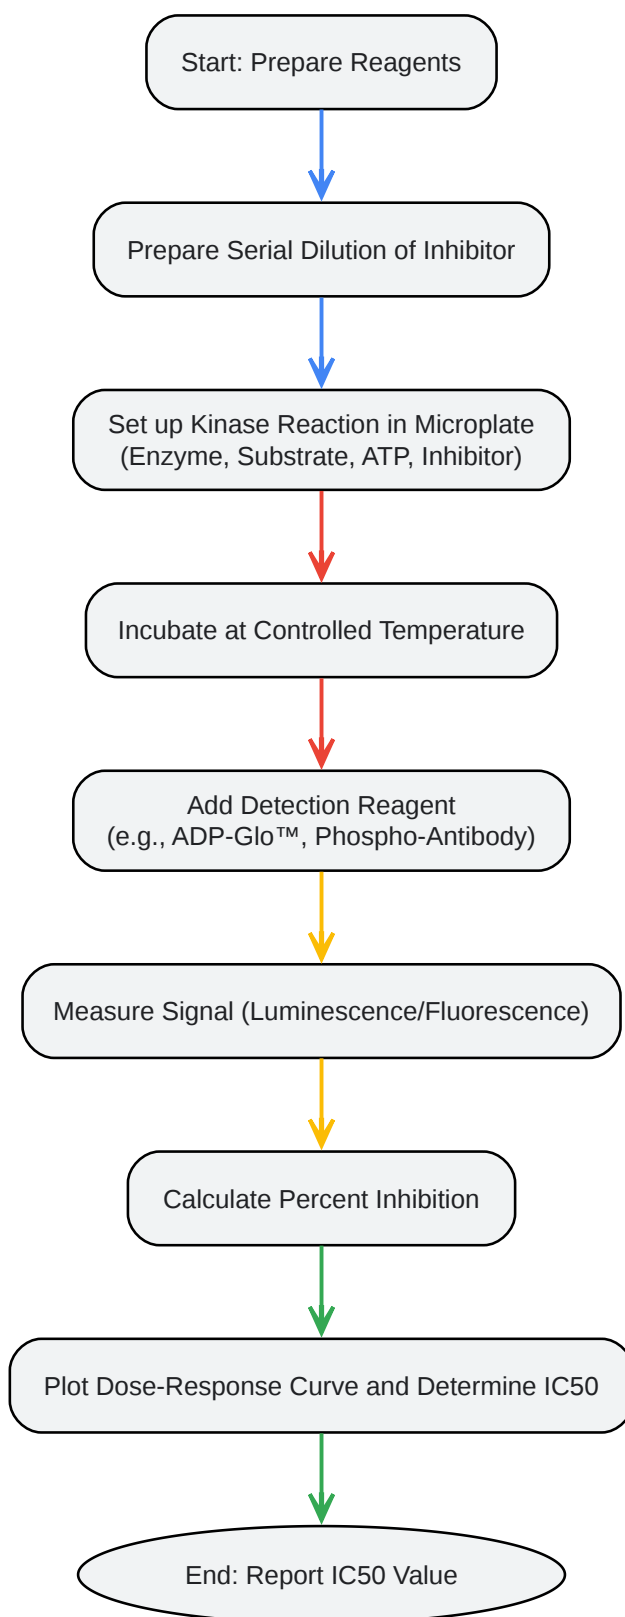 Start: Prepare Reagents
Prepare Serial Dilution of Inhibitor
Set up Kinase Reaction in Microplate
(Enzyme, Substrate, ATP, Inhibitor)
Incubate at Controlled Temperature
Add Detection Reagent
(e.g., ADP-Glo™, Phospho-Antibody)
Measure Signal (Luminescence/Fluorescence)
Calculate Percent Inhibition
Plot Dose-Response Curve and Determine IC50
End: Report IC50 Value